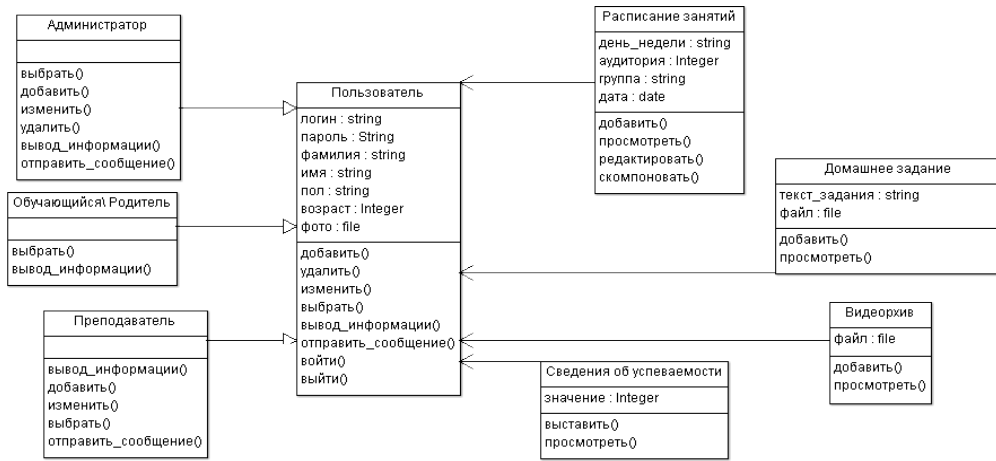 Администратор
выбрать()
добавить()
изменить()
удалить()
вывод_информации()
отправить_сообщение()
Обучающийся\ Родитель
выбрать()
вывод_информации()
Преподаватель
вывод_информации()
добавить()
изменить()
выбрать()
отправить_сообщение()
Пользователь
логин : string
пароль : String
фамилия : string
имя : string
пол : string
возраст : Integer
фото : file
добавить()
удалить()
изменить()
выбрать()
вывод_информации()
отправить_сообщение()
войти()
выйти()
Расписание занятий
день_недели : string
аудитория : Integer
группа : string
дата : date
добавить()
просмотреть()
редактировать()
скомпоновать()
Домашнее задание
текст_задания : string
файл : file
добавить()
просмотреть()
Видеорхив
файл : file
добавить()
просмотреть()
Сведения об успеваемости
значение : Integer
выставить()
просмотреть()